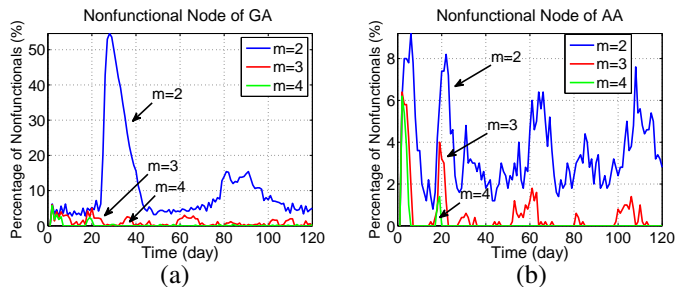 Nonfunctional Node of GA
Percentage of Nonfunctionals (%)
50
40
30
20
10
0
0 20 40 60 80 100 120
Time (day)
m=2
m=3
m=4
m=2
m=3
m=4
(a)
Nonfunctional Node of AA
Percentage of Nonfunctionals (%)
8
6
4
2
0
0 20 40 60 80 100 120
Time (day)
m=2
m=3
m=4
m=2
m=3
m=4
(b)